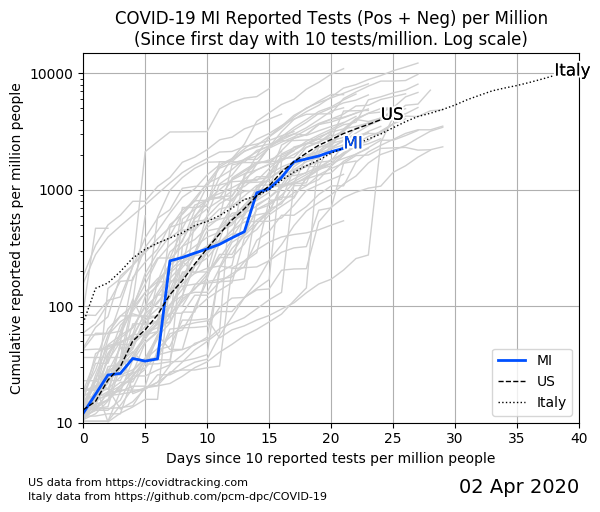 COVID-19 MI Reported Tests (Pos + Neg) per Million
(Since first day with 10 tests/million. Log scale)
Cumulative reported tests per million people
10000
1000
100
10
Italy
US
MI
MI
US
Italy
0 5 10 15 20 25 30 35 40
Days since 10 reported tests per million people
US data from https://covidtracking.com
Italy data from https://github.com/pcm-dpc/COVID-19
02 Apr 2020